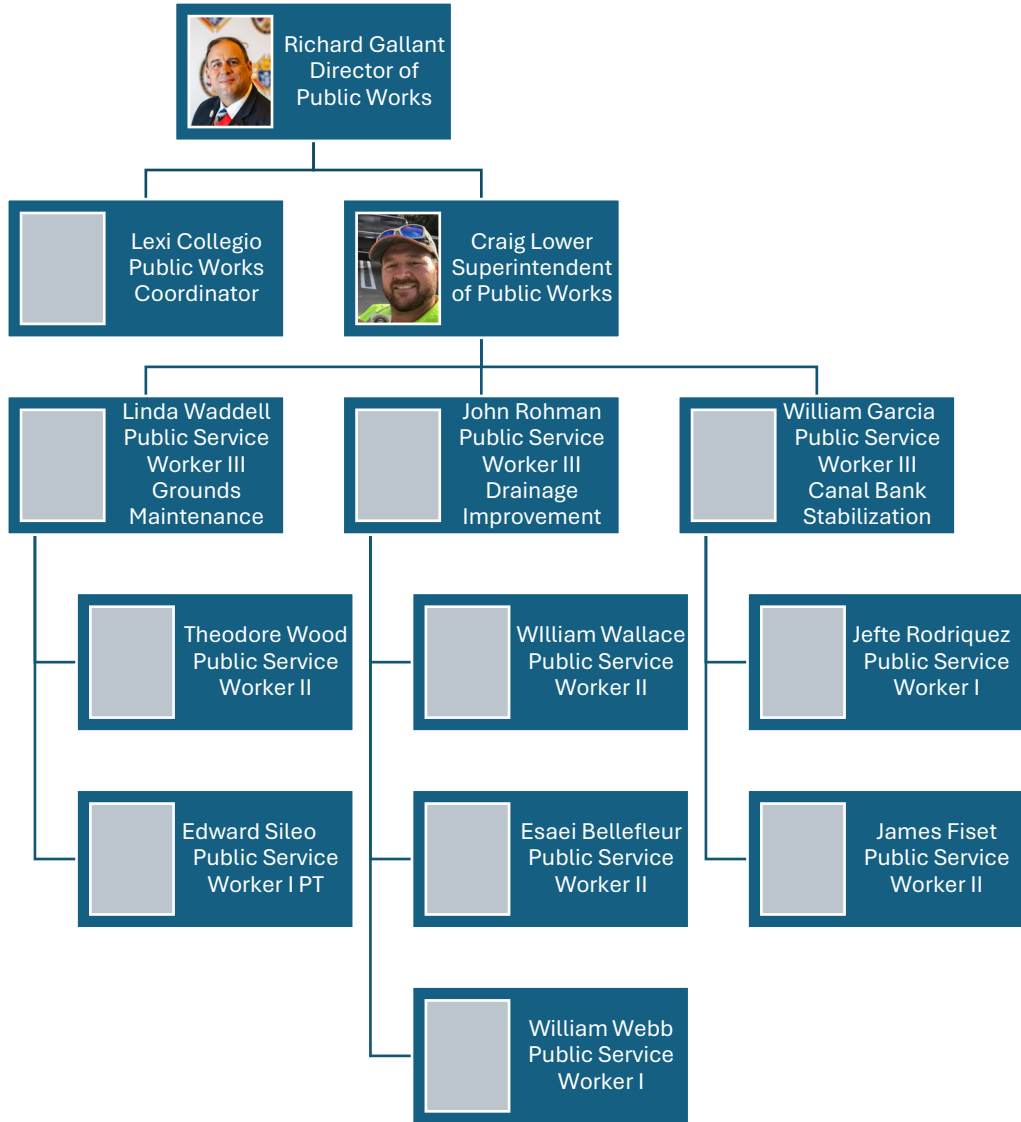 Richard Gallant
Director of
Public Works
Lexi Collegio
Public Works
Coordinator
Craig Lower
Superintendent
of Public Works
Linda Waddell
Public Service
Worker III
Grounds
Maintenance
John Rohman
Public Service
Worker III
Drainage
Improvement
William Garcia
Public Service
Worker III
Canal Bank
Stabilization
Theodore Wood
Public Service
Worker II
WIlliam Wallace
Public Service
Worker II
Jefte Rodriquez
Public Service
Worker I
Edward Sileo
Public Service
Worker I PT
Esaei Bellefleur
Public Service
Worker II
James Fiset
Public Service
Worker II
William Webb
Public Service
Worker I